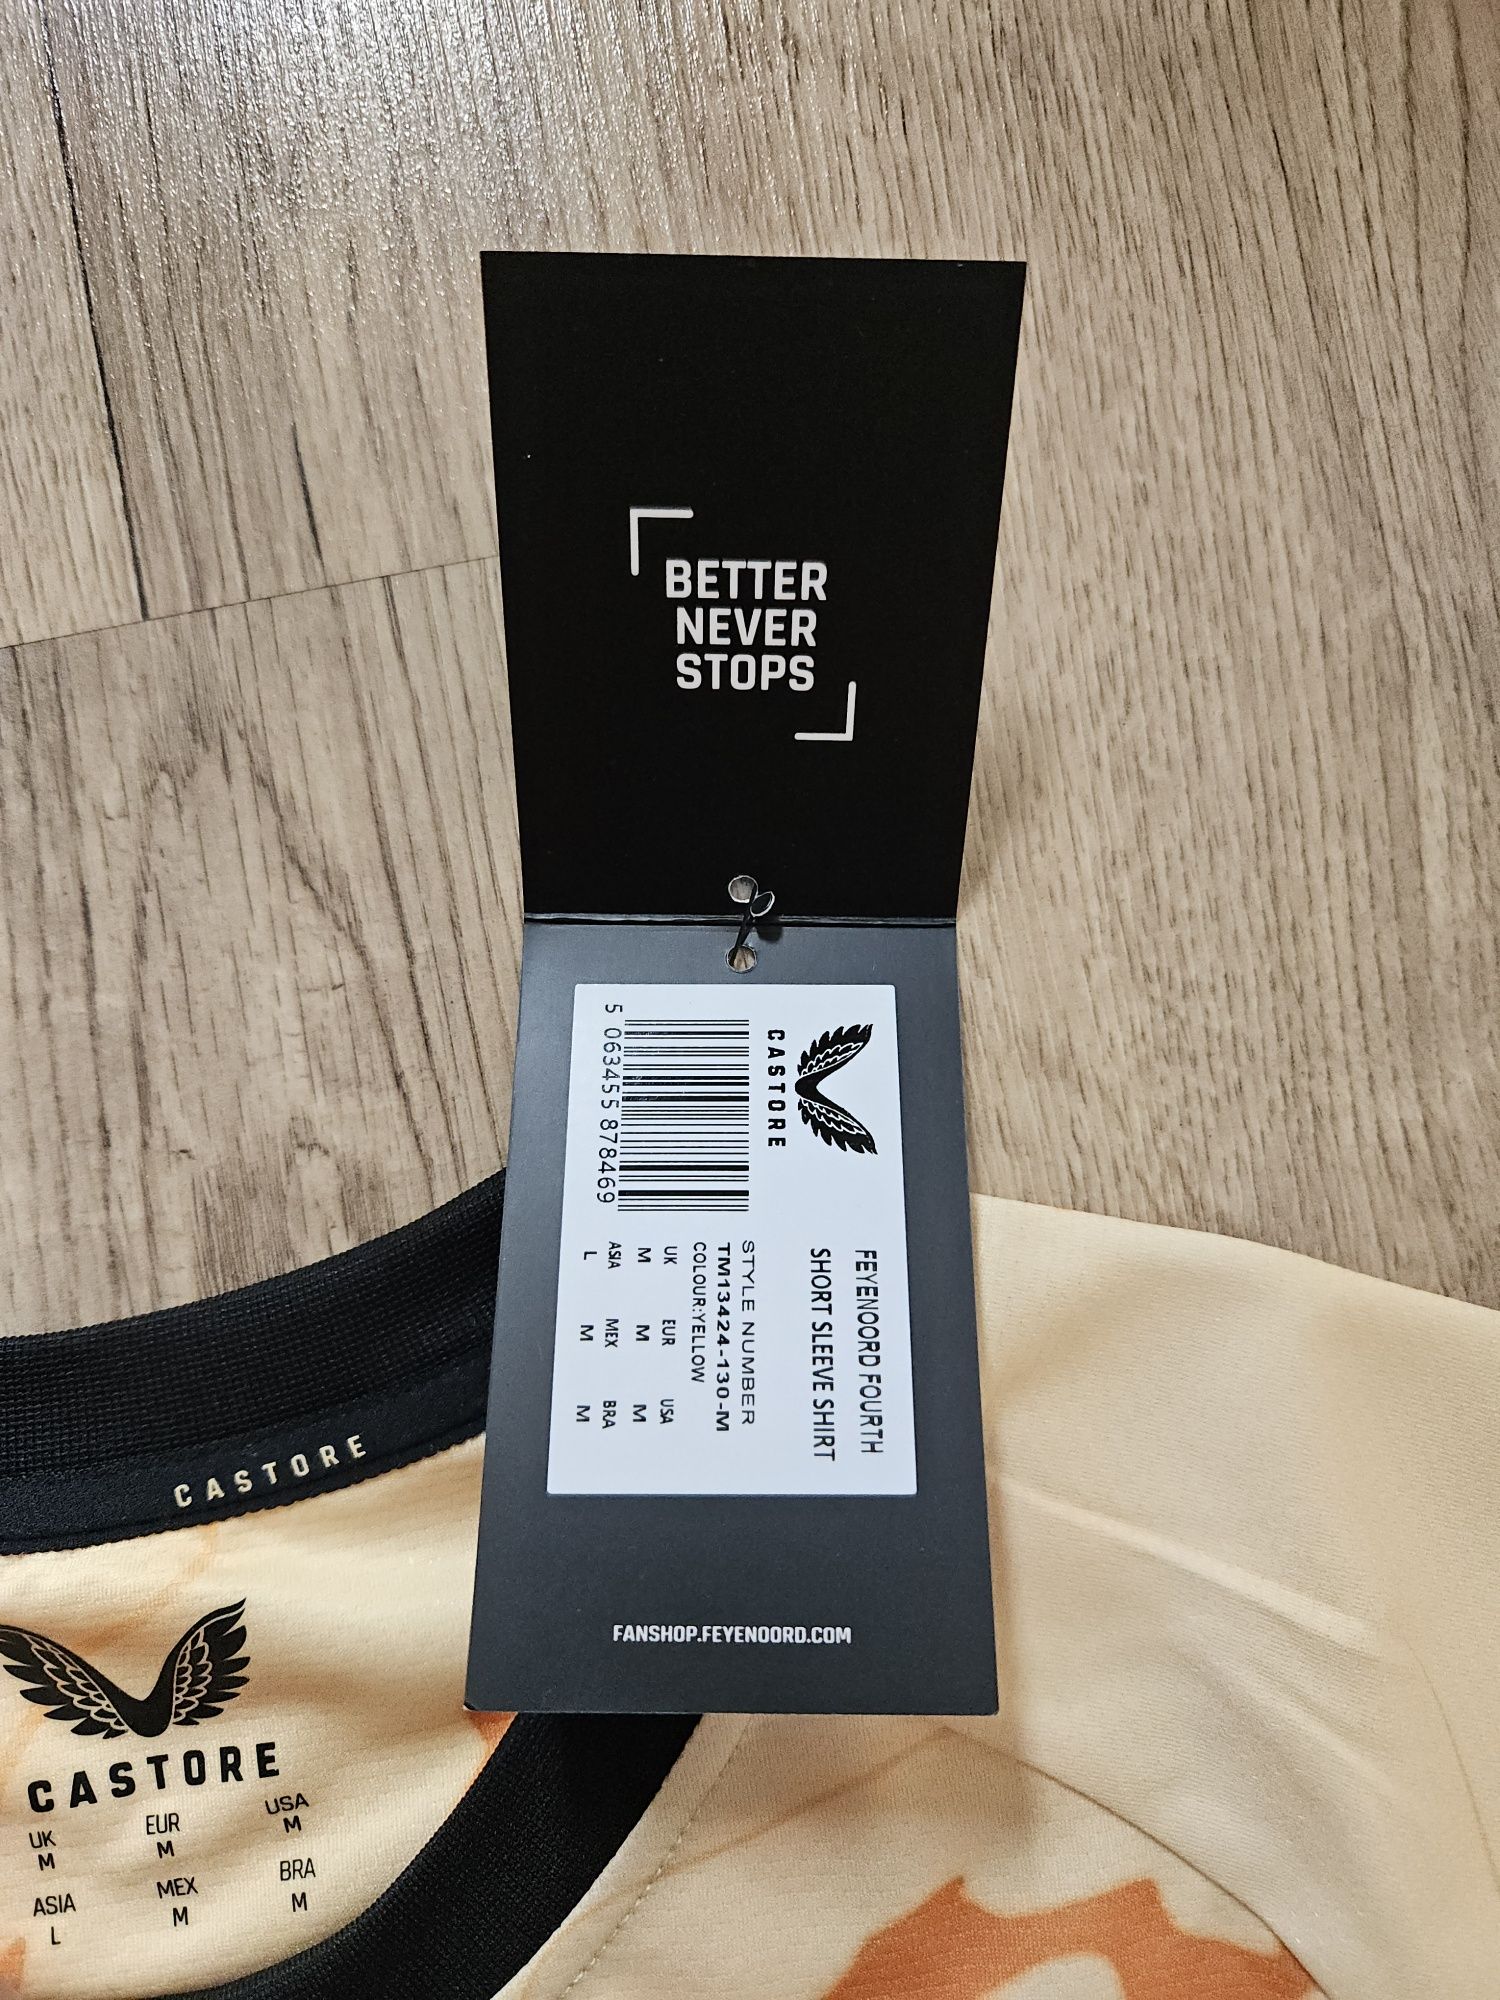 BETTER
NEVER
STOPS
CASTORE
FEYENOORD FOURTH
SHORT SLEEVE SHIRT
5 063455 878469
STYLE NUMBER
TM13424-130-M
COLOUR:YELLOW
UK EUR USA
M M M
ASIA MEX BRA
L M M
FANSHOP.FEYENOORD.COM
CASTORE
CASTORE
UK EUR USA
M M M
ASIA MEX BRA
L M M